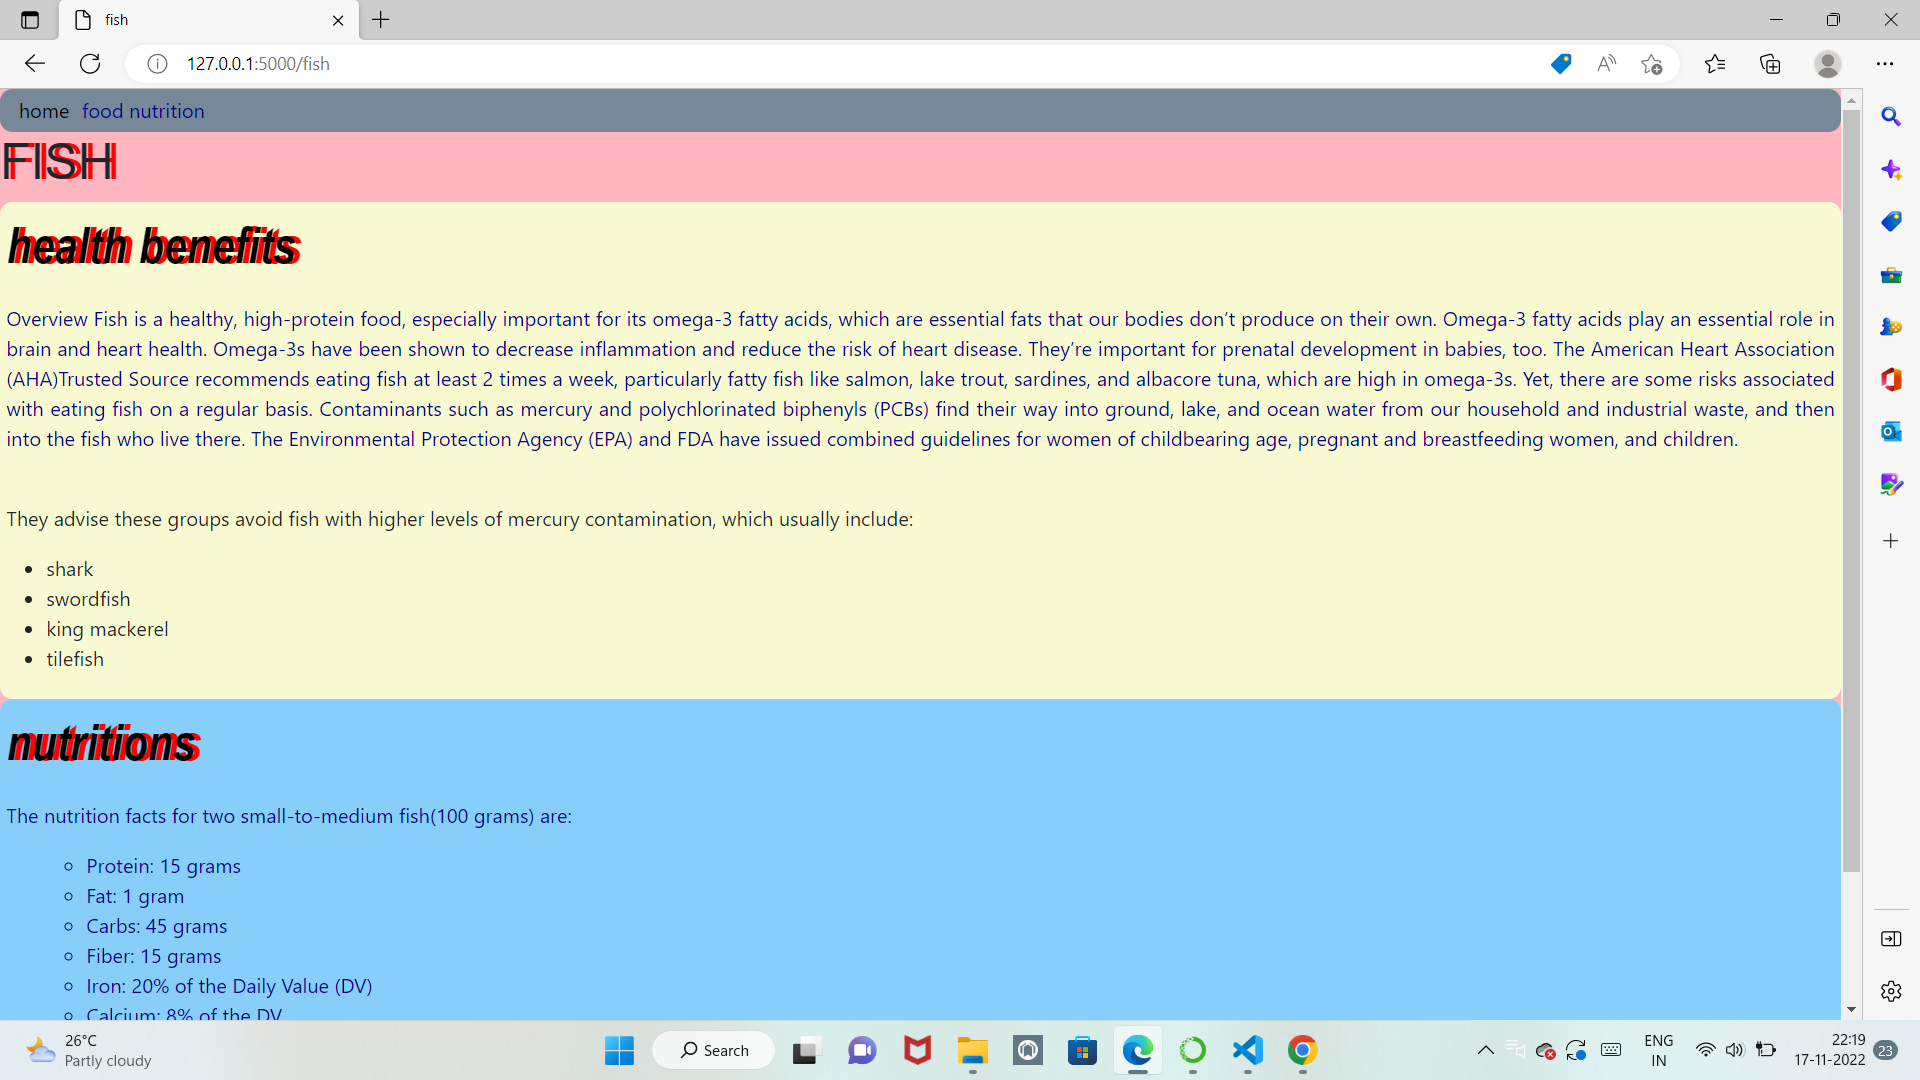 fish
127.0.0.1:5000/fish
home food nutrition
FISH
health benefits
Overview Fish is a healthy, high-protein food, especially important for its omega-3 fatty acids, which are essential fats that our bodies don’t produce on their own. Omega-3 fatty acids play an essential role in
brain and heart health. Omega-3s have been shown to decrease inflammation and reduce the risk of heart disease. They’re important for prenatal development in babies, too. The American Heart Association
(AHA)Trusted Source recommends eating fish at least 2 times a week, particularly fatty fish like salmon, lake trout, sardines, and albacore tuna, which are high in omega-3s. Yet, there are some risks associated
with eating fish on a regular basis. Contaminants such as mercury and polychlorinated biphenyls (PCBs) find their way into ground, lake, and ocean water from our household and industrial waste, and then
into the fish who live there. The Environmental Protection Agency (EPA) and FDA have issued combined guidelines for women of childbearing age, pregnant and breastfeeding women, and children.
They advise these groups avoid fish with higher levels of mercury contamination, which usually include:
shark
swordfish
king mackerel
tilefish
nutritions
The nutrition facts for two small-to-medium fish(100 grams) are:
Protein: 15 grams
Fat: 1 gram
Carbs: 45 grams
Fiber: 15 grams
Iron: 20% of the Daily Value (DV)
Calcium: 8% of the DV
26°C
Partly cloudy
Search
ENG
IN
22:19
17-11-2022
23